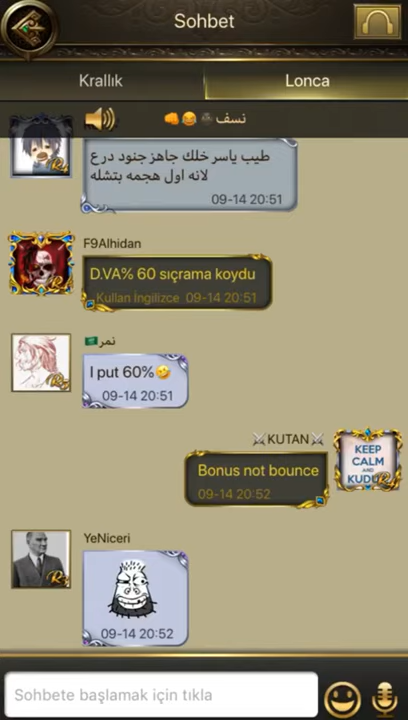 Sohbet
Krallık
Lonca
نسف
طيب ياسر خلك جاهز جنود درع
لانه اول هجمه بتشله
09-14 20:51
F9Alhidan
D.VA% 60 sıçrama koydu
Kullan İngilizce 09-14 20:51
نمر
I put 60%🤣
09-14 20:51
⚔KUTAN⚔
Bonus not bounce
09-14 20:52
KEEP
CALM
AND
YeNiceri
09-14 20:52
Sohbete başlamak için tıkla